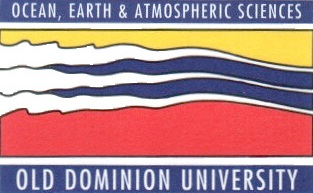 OCEAN, EARTH & ATMOSPHERIC SCIENCES
OLD DOMINION UNIVERSITY